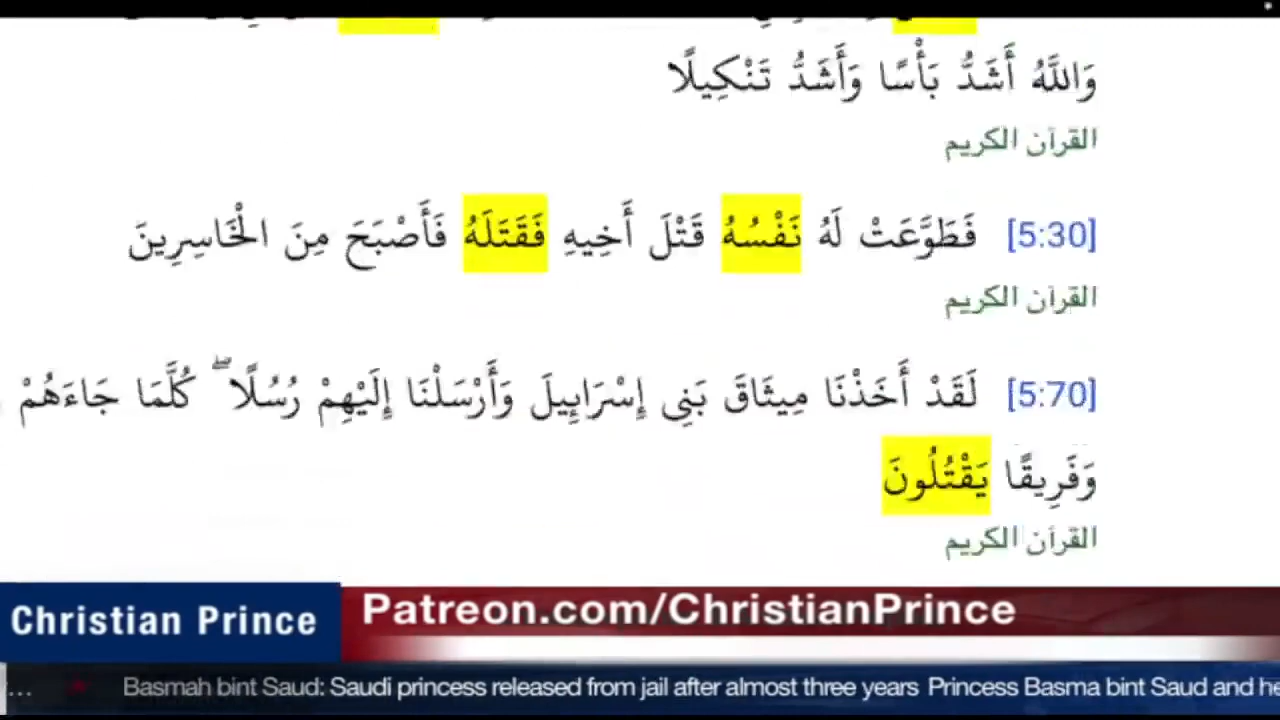 وَاللَّهُ أَشَدُّ بَأْسًا وَأَشَدُّ تَنْكِيلًا
القرآن الكريم
[5:30] فَطَوَّعَتْ لَهُ نَفْسُهُ قَتْلَ أَخِيهِ فَقَتَلَهُ فَأَصْبَحَ مِنَ الْخَاسِرِينَ
القرآن الكريم
[5:70] لَقَدْ أَخَذْنَا مِيثَاقَ بَنِي إِسْرَايِيلَ وَأَرْسَلْنَا إِلَيْهِمْ رُسُلًا ۖ كُلَّمَا جَاءَهُمْ
وَفَرِيقًا يَقْتُلُونَ
القرآن الكريم
Christian Prince
Patreon.com/ChristianPrince
... Basmah bint Saud: Saudi princess released from jail after almost three years Princess Basma bint Saud and he